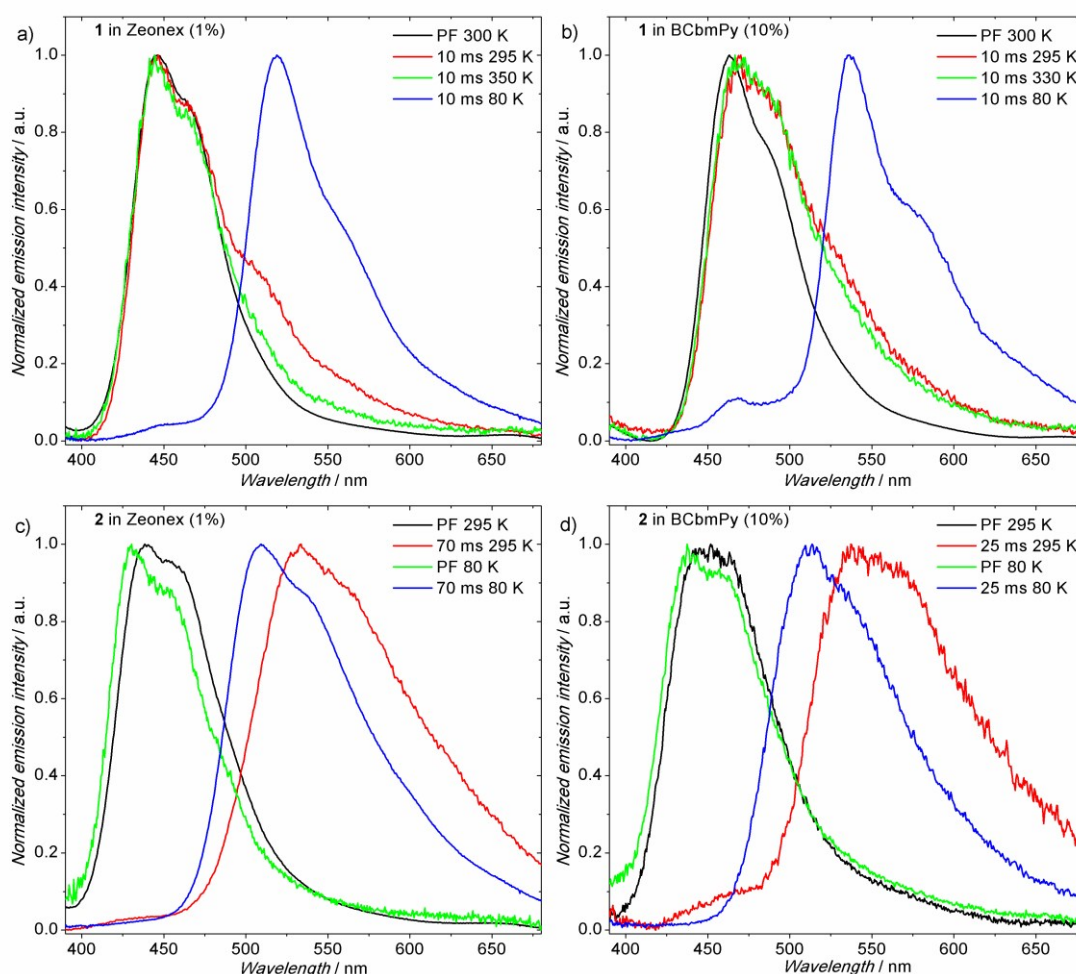 a)
1 in Zeonex (1%)
PF 300 K
10 ms 295 K
10 ms 350 K
10 ms 80 K
Normalized emission intensity / a.u.
1.0
0.8
0.6
0.4
0.2
0.0
400 450 500 550 600 650
Wavelength / nm
b)
1 in BCbmPy (10%)
PF 300 K
10 ms 295 K
10 ms 330 K
10 ms 80 K
Normalized emission intensity / a.u.
1.0
0.8
0.6
0.4
0.2
0.0
400 450 500 550 600 650
Wavelength / nm
c)
2 in Zeonex (1%)
PF 295 K
70 ms 295 K
PF 80 K
70 ms 80 K
Normalized emission intensity / a.u.
1.0
0.8
0.6
0.4
0.2
0.0
400 450 500 550 600 650
Wavelength / nm
d)
2 in BCbmPy (10%)
PF 295 K
25 ms 295 K
PF 80 K
25 ms 80 K
Normalized emission intensity / a.u.
1.0
0.8
0.6
0.4
0.2
0.0
400 450 500 550 600 650
Wavelength / nm